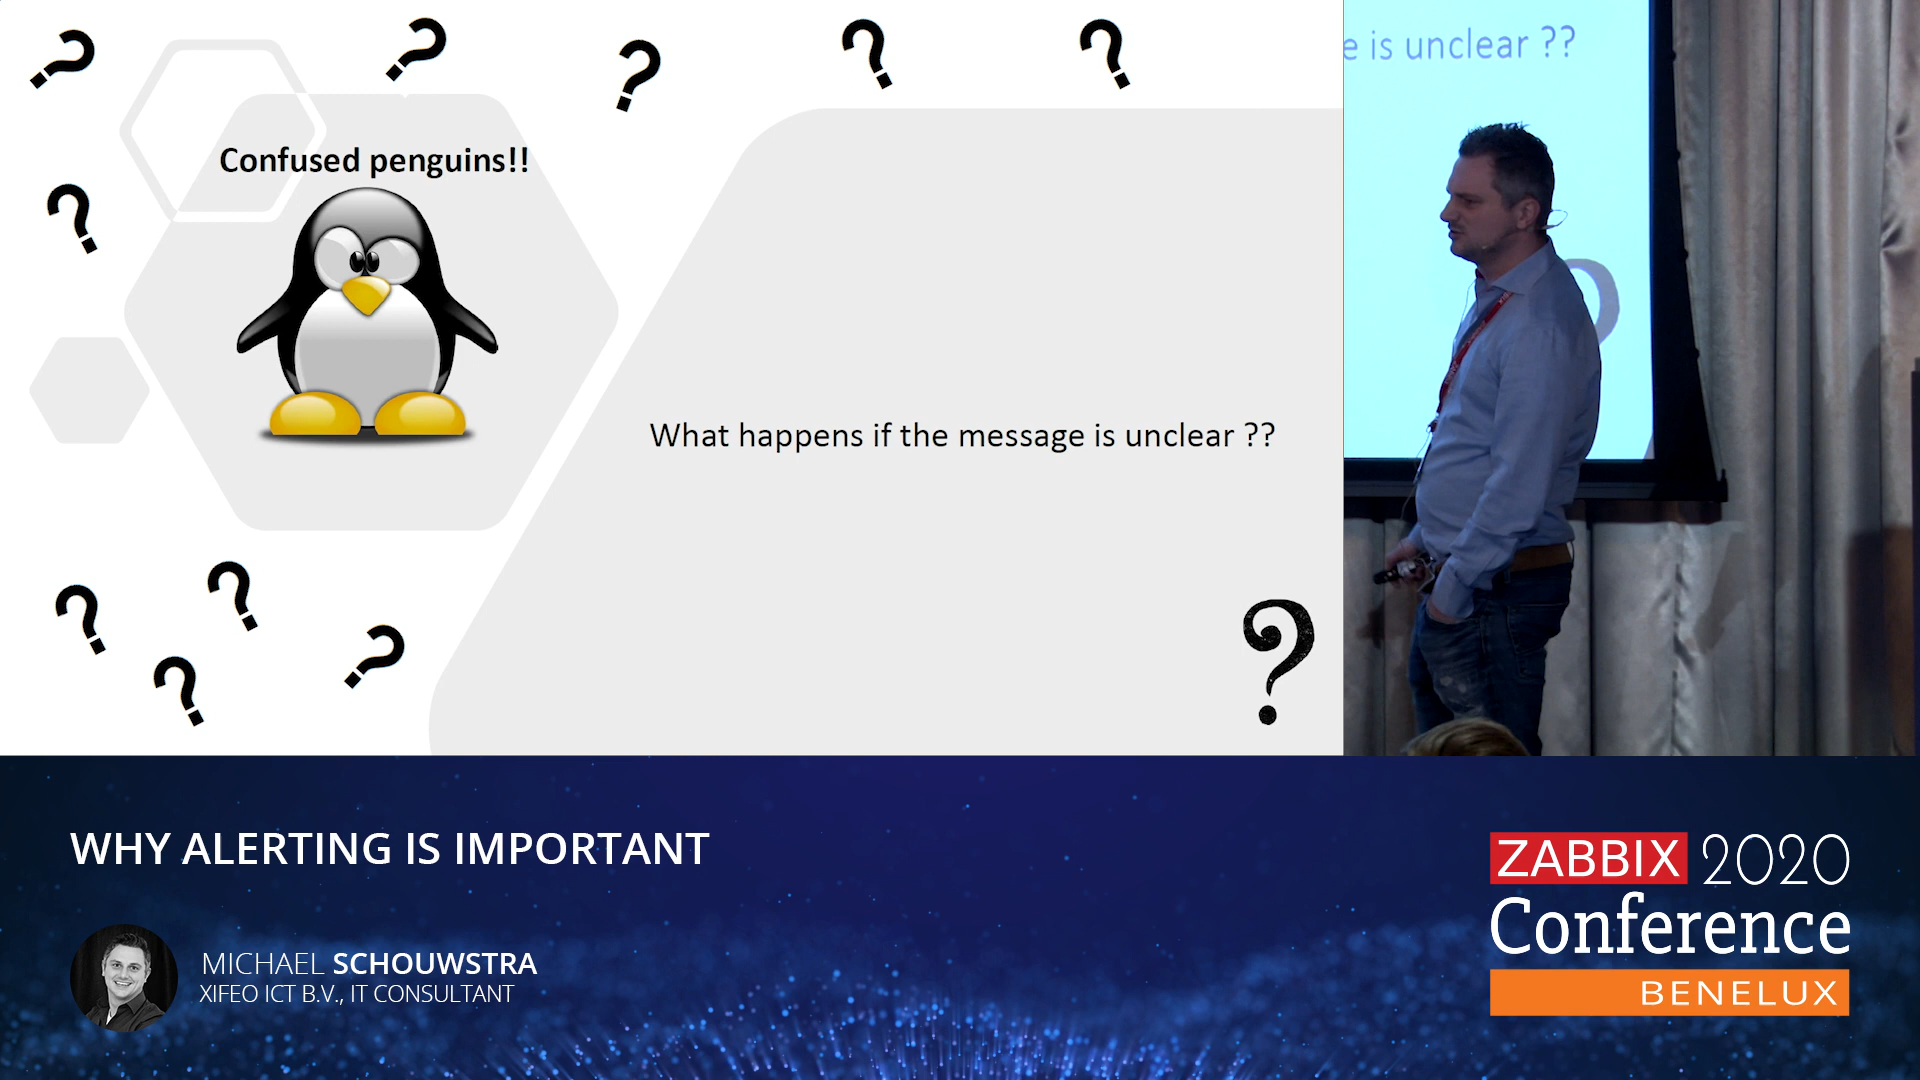 Confused penguins!!
What happens if the message is unclear ??
e is unclear ??
WHY ALERTING IS IMPORTANT
MICHAEL SCHOUWSTRA
XIFEO ICT B.V., IT CONSULTANT
ZABBIX 2020
Conference
BENELUX